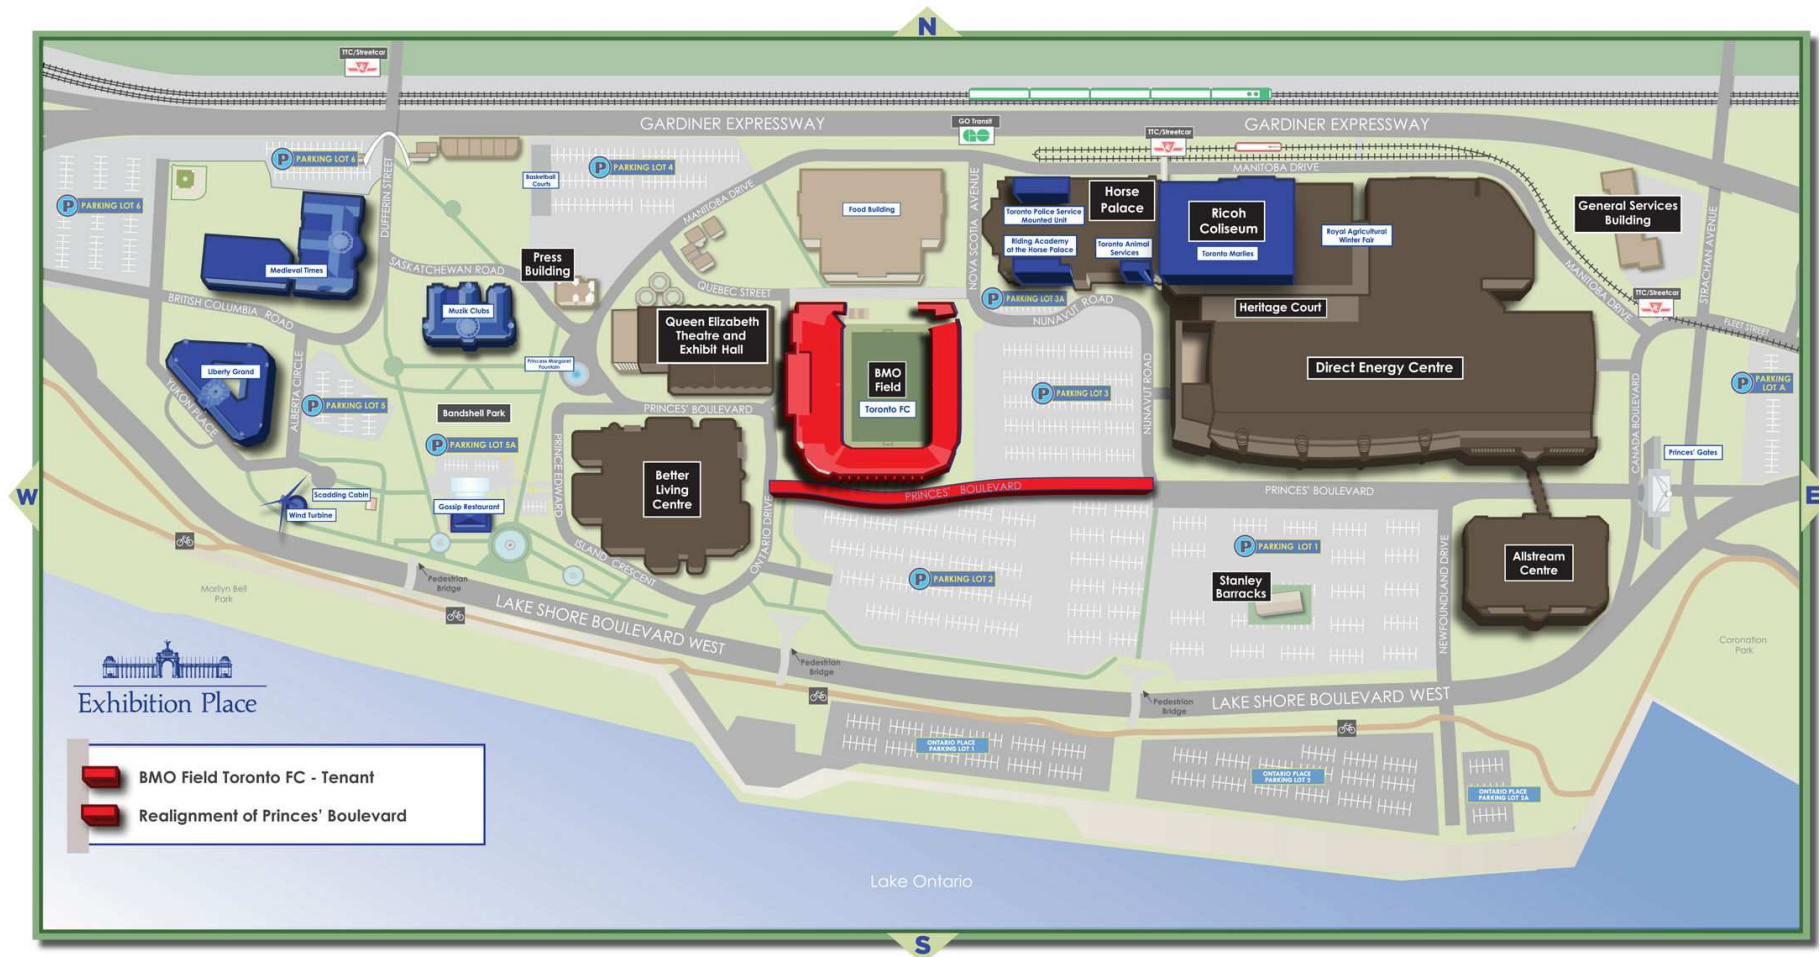 N
TTC/Streetcar
GARDINER EXPRESSWAY
GO Transit
GO
TTC/Streetcar
GARDINER EXPRESSWAY
MANITOBA DRIVE
P PARKING LOT 6
P PARKING LOT 6
DUFFERIN STREET
Basketball
Courts
P PARKING LOT 4
MANITOBA DRIVE
Food Building
NOVA SCOTIA AVENUE
Toronto Police Service
Mounted Unit
Horse
Palace
Riding Academy
at the Horse Palace
Toronto Animal
Services
Ricoh
Coliseum
Toronto Marlies
Royal Agricultural
Winter Fair
General Services
Building
STRACHAN AVENUE
MANITOBA DRIVE
TTC/Streetcar
FLEET STREET
Medieval Times
SASKATCHEWAN ROAD
Press
Building
QUEBEC STREET
P PARKING LOT 3A
NUNAVUT ROAD
Heritage Court
BRITISH COLUMBIA ROAD
Muzik Clubs
Queen Elizabeth
Theatre and
Exhibit Hall
Princess Margaret
Fountain
BMO
Field
Toronto FC
P PARKING LOT 3
NUNAVUT ROAD
Direct Energy Centre
P PARKING
LOT A
Liberty Grand
YUKON PLACE
ALBERTA CIRCLE
P PARKING LOT 5
Bandshell Park
PRINCES' BOULEVARD
P PARKING LOT 5A
PRINCE EDWARD
ISLAND CRESCENT
Better
Living
Centre
ONTARIO DRIVE
PRINCES' BOULEVARD
PRINCES' BOULEVARD
CANADA BOULEVARD
Princes' Gates
W
E
Scadding Cabin
Wind Turbine
Gossip Restaurant
P PARKING LOT 2
P PARKING LOT 1
Stanley
Barracks
NEWFOUNDLAND DRIVE
Allstream
Centre
Marilyn Bell
Park
Pedestrian
Bridge
LAKE SHORE BOULEVARD WEST
Pedestrian
Bridge
Pedestrian
Bridge
LAKE SHORE BOULEVARD WEST
Coronation
Park
Exhibition Place
ONTARIO PLACE
PARKING LOT 1
ONTARIO PLACE
PARKING LOT 2
ONTARIO PLACE
PARKING LOT 2A
BMO Field Toronto FC - Tenant
Realignment of Princes' Boulevard
Lake Ontario
S